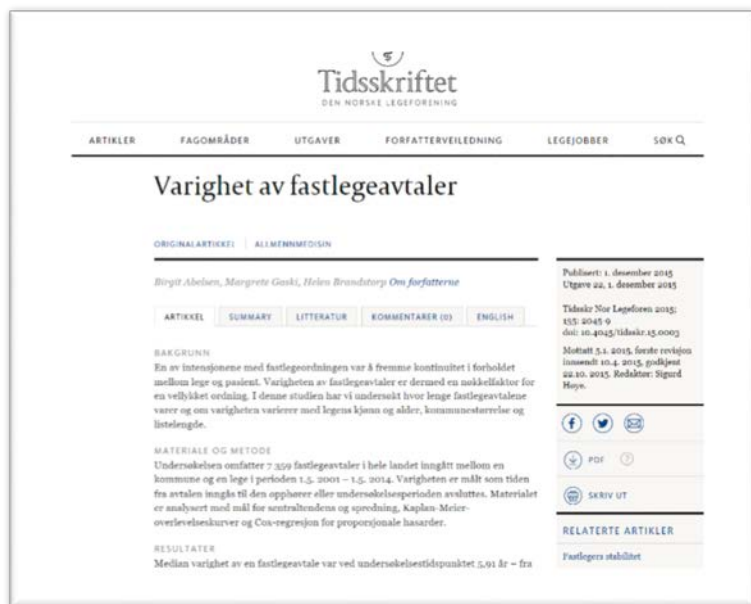 Tidsskriftet
DEN NORSKE LEGEFORENING
ARTIKLER FAGOMRÅDER UTGAVER FORFATTERVEILEDNING LEGEJOBBER SØK
Varighet av fastlegeavtaler
ORIGINALARTIKKEL ALLMENNMEDISIN
Birgit Abelsen, Margrete Gaski, Helen Brandstorp Om forfatterne
ARTIKKEL SUMMARY LITTERATUR KOMMENTARER (0) ENGLISH
BAKGRUNN
En av intensjonene med fastlegeordningen var å fremme kontinuitet i forholdet
mellom lege og pasient. Varigheten av fastlegeavtaler er dermed en nøkkelfaktor for
en vellykket ordning. I denne studien har vi undersøkt hvor lenge fastlegeavtalene
varer og om varigheten varierer med legens kjønn og alder, kommunestørrelse og
listelengde.
MATERIALE OG METODE
Undersøkelsen omfatter 7 359 fastlegeavtaler i hele landet inngått mellom en
kommune og en lege i perioden 1.5. 2001 – 1.5. 2014. Varigheten er målt som tiden
fra avtalen inngås til den opphører eller undersøkelsesperioden avsluttes. Materialet
er analysert med mål for sentraltendens og spredning, Kaplan-Meier-
overlevelseskurver og Cox-regresjon for proporsjonale hasarder.
RESULTATER
Median varighet av en fastlegeavtale var ved undersøkelsestidspunktet 5,91 år – fra
Publisert: 1. desember 2015
Utgave 22, 1. desember 2015
Tidsskr Nor Legeforen 2015;
135: 2045-9
doi: 10.4045/tidsskr.15.0003
Mottatt 5.1. 2015, første revisjon
innsendt 10.4. 2015, godkjent
22.10. 2015. Redaktør: Sigurd
Høye.
PDF ?
SKRIV UT
RELATERTE ARTIKLER
Fastlegers stabilitet